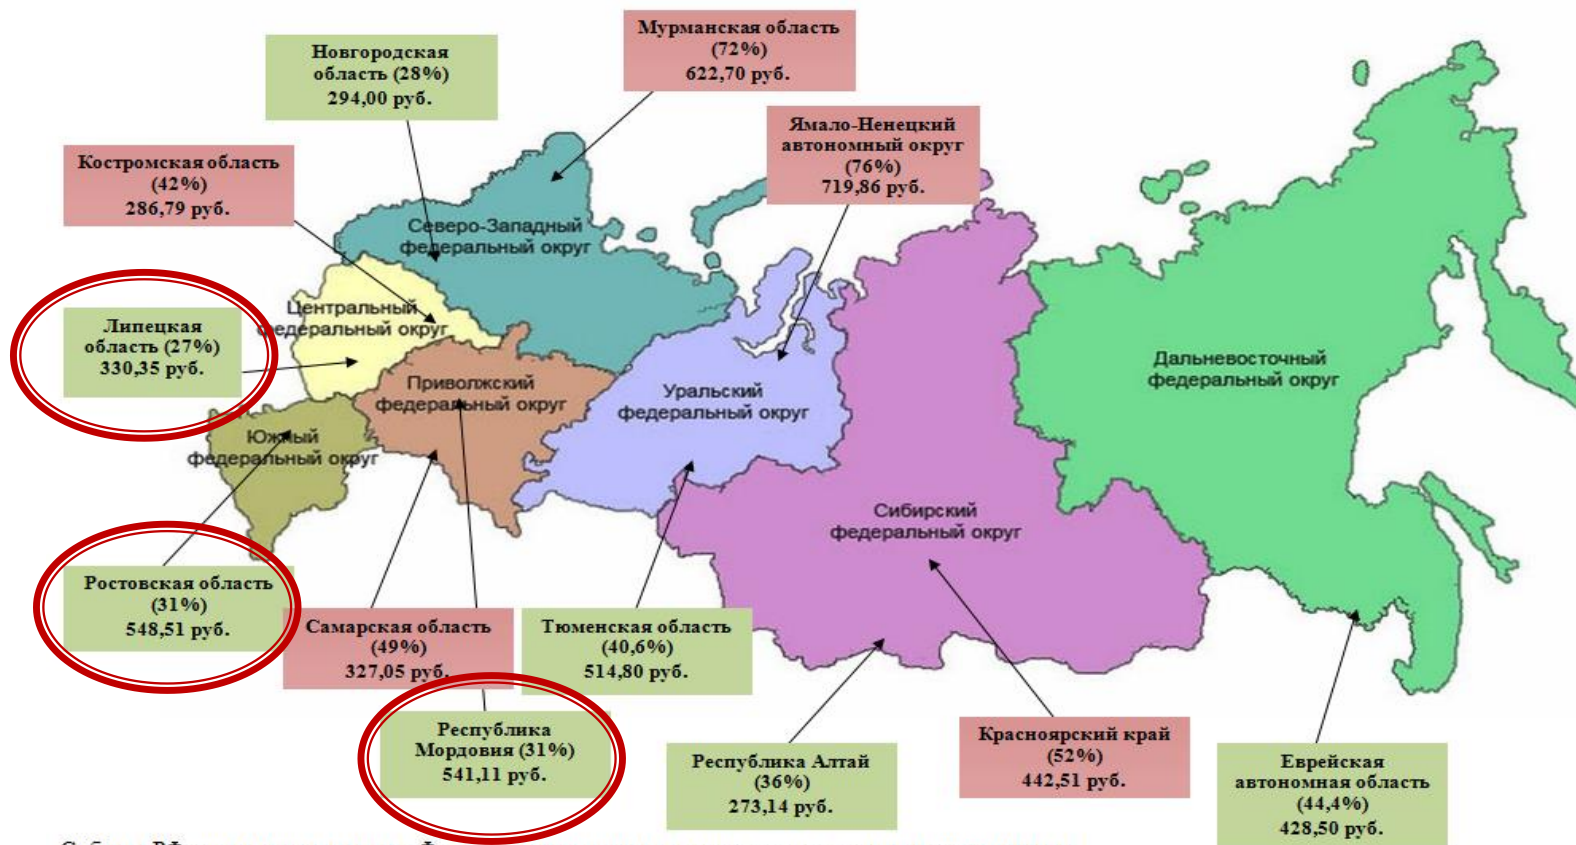 Мурманская область
(72%)
622,70 руб.
Новгородская
область (28%)
294,00 руб.
Ямало-Ненецкий
автономный округ
(76%)
719,86 руб.
Костромская область
(42%)
286,79 руб.
Северо-Западный
федеральный округ
Центральный
федеральный округ
Липецкая
область (27%)
330,35 руб.
Приволжский
федеральный округ
Уральский
федеральный округ
Дальневосточный
федеральный округ
Южный
федеральный округ
Сибирский
федеральный округ
Ростовская область
(31%)
548,51 руб.
Самарская область
(49%)
327,05 руб.
Тюменская область
(40,6%)
514,80 руб.
Республика
Мордовия (31%)
541,11 руб.
Республика Алтай
(36%)
273,14 руб.
Красноярский край
(52%)
442,51 руб.
Еврейская
автономная область
(44,4%)
428,50 руб.